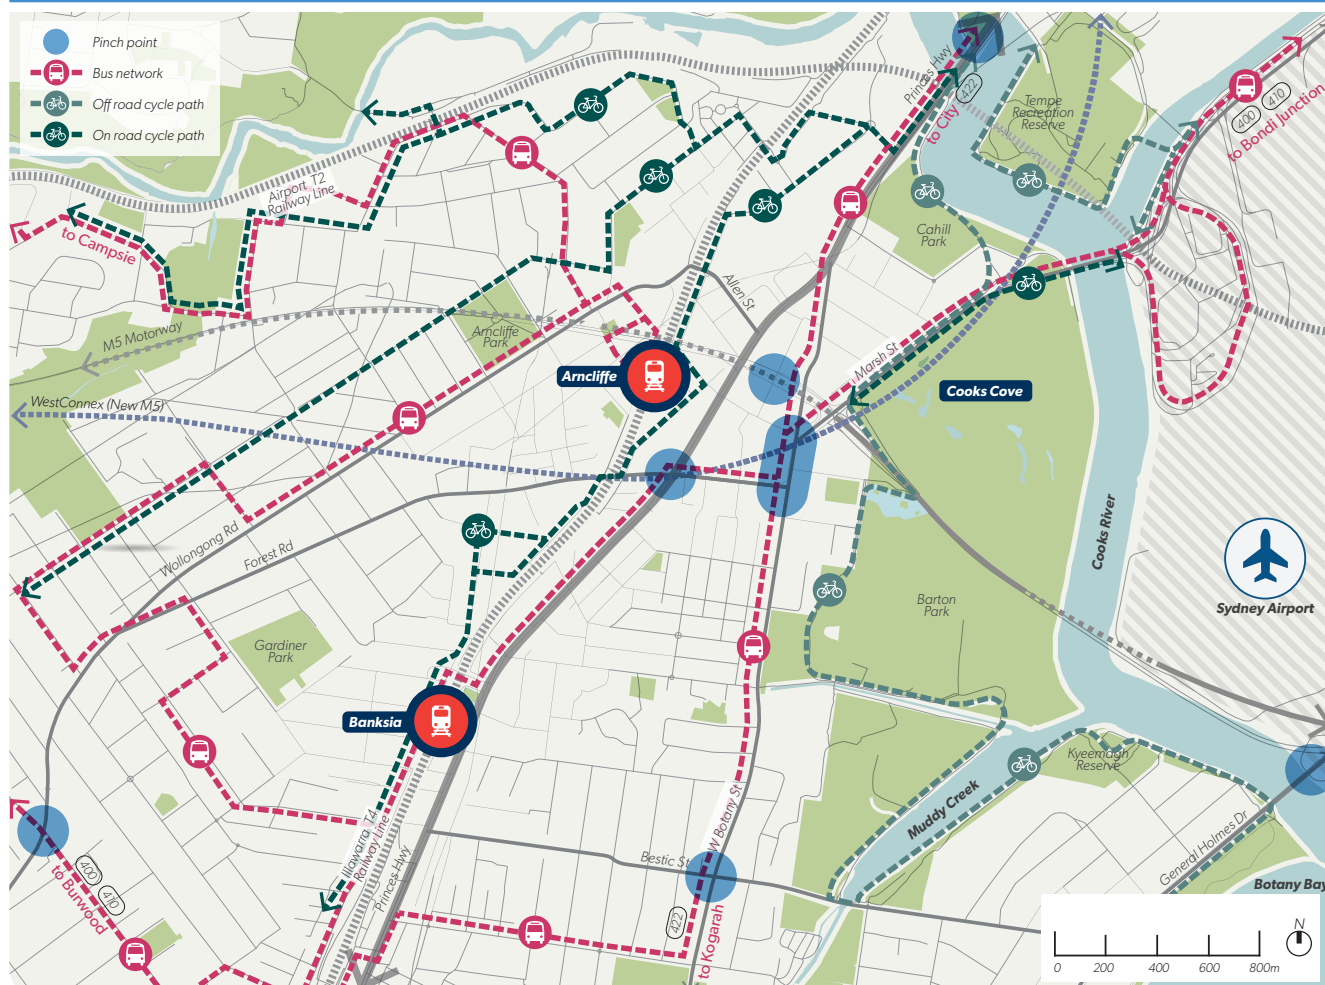 Pinch point
Bus network
Off road cycle path
On road cycle path
Princes Hwy
422
to City
Tempe
Recreation
Reserve
400
410
to Bondi Junction
Airport T2
Railway Line
to Campsie
Cahill
Park
Allen St
M5 Motorway
Arncliffe
Park
Arncliffe
Marsh St
Cooks Cove
WestConnex (New M5)
Cooks River
Wollongong Rd
Forest Rd
Sydney Airport
Barton
Park
Gardiner
Park
Banksia
Kyeemagh
Reserve
Muddy Creek
General Holmes Dr
W Botany St
Illawarra T4
Railway Line
Princes Hwy
Bestic St
400
410
to Burwood
422
to Kogarah
Botany Bay
N
0
200
400
600
800m